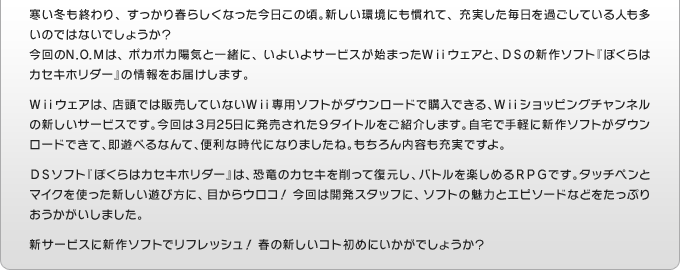 寒い冬も終わり、すっかり春らしくなった今日この頃。新しい環境にも慣れて、充実した毎日を過ごしている人も多
いのではないでしょうか？
今回のN.O.Mは、ポカポカ陽気と一緒に、いよいよサービスが始まったWiiウェアと、DSの新作ソフト『ぼくらは
カセキホリダー』の情報をお届けします。
Wiiウェアは、店頭では販売していないWii専用ソフトがダウンロードで購入できる、Wiiショッピングチャンネル
の新しいサービスです。今回は3月25日に発売された9タイトルをご紹介します。自宅で手軽に新作ソフトがダウン
ロードできて、即遊べるなんて、便利な時代になりましたね。もちろん内容も充実ですよ。
DSソフト『ぼくらはカセキホリダー』は、恐竜のカセキを削って復元し、バトルを楽しめるRPGです。タッチペンと
マイクを使った新しい遊び方に、目からウロコ！今回は開発スタッフに、ソフトの魅力とエピソードなどをたっぷり
おうかがいしました。
新サービスに新作ソフトでリフレッシュ！春の新しいコト初めにいかがでしょうか？